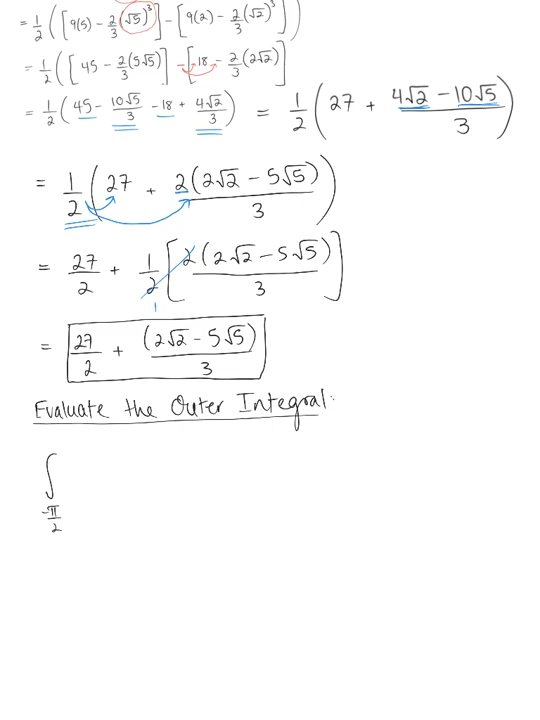 = 1/2 ( [ 9(5) - 2/3 (√5)^3 ] - [ 9(2) - 2/3 (√2)^3 ] )
= 1/2 ( [ 45 - 2/3 (5√5) ] - [ 18 - 2/3 (2√2) ]
= 1/2 ( 45 - 10√5/3 - 18 + 4√2/3 ) = 1/2 ( 27 + (4√2 - 10√5)/3 )
= 1/2 ( 27 + 2(2√2 - 5√5)/3 )
= 27/2 + 1/2 [ 2(2√2 - 5√5)/3 ]
1
= 27/2 + (2√2 - 5√5)/3
Evaluate the Outer Integral:
∫
-π/2